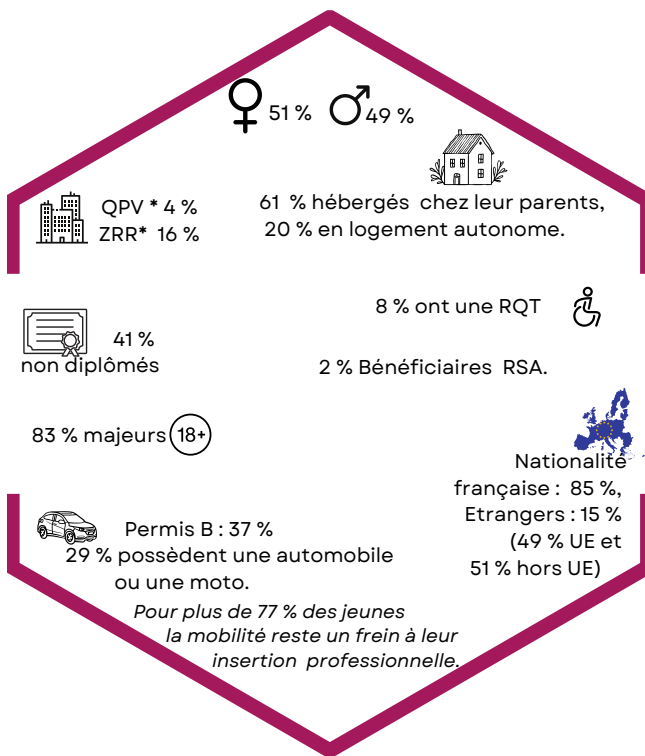 51 % 49 %
QPV * 4 %
ZRR* 16 %
61 % hébergés chez leur parents,
20 % en logement autonome.
8 % ont une RQT
41 %
non diplômés
2 % Bénéficiaires RSA.
83 % majeurs 18+
Nationalité
française : 85 %,
Etrangers : 15 %
(49 % UE et
51 % hors UE)
Permis B : 37 %
29 % possèdent une automobile
ou une moto.
Pour plus de 77 % des jeunes
la mobilité reste un frein à leur
insertion professionnelle.